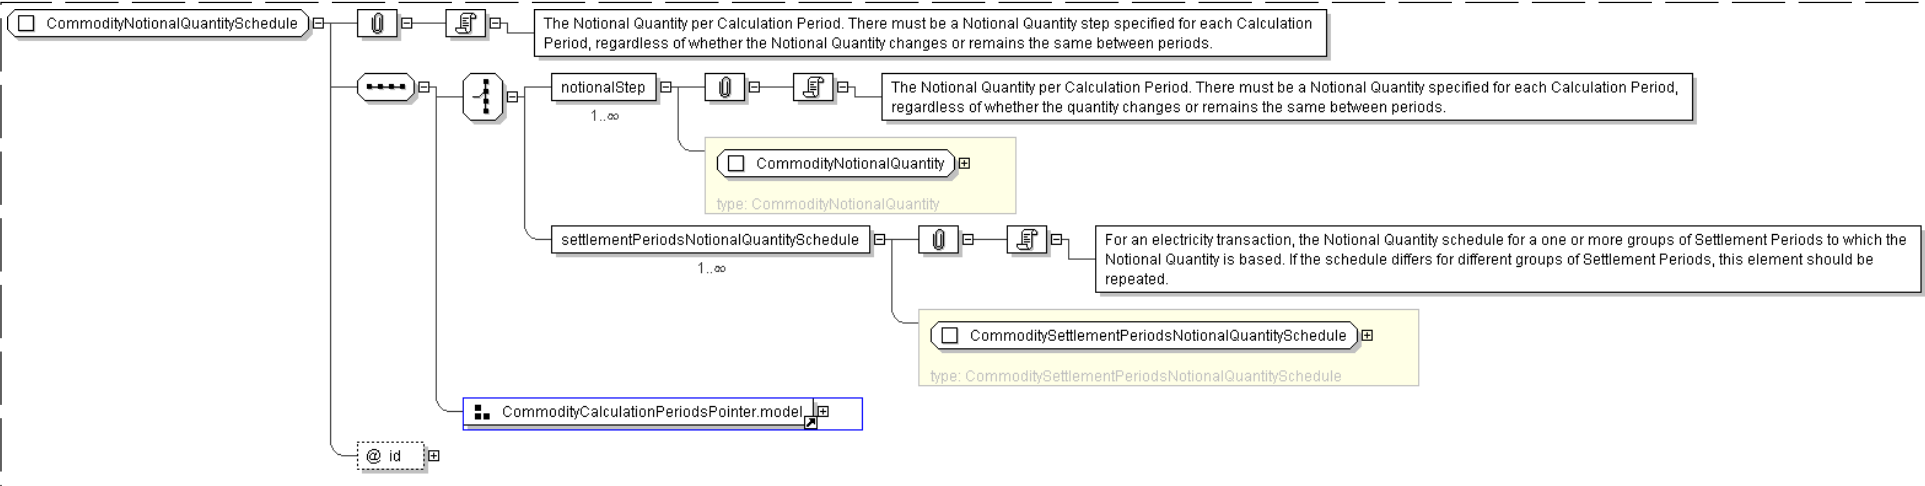 CommodityNotionalQuantitySchedule
The Notional Quantity per Calculation Period. There must be a Notional Quantity step specified for each Calculation
Period, regardless of whether the Notional Quantity changes or remains the same between periods.
notionalStep
1..∞
The Notional Quantity per Calculation Period. There must be a Notional Quantity specified for each Calculation Period,
regardless of whether the quantity changes or remains the same between periods.
CommodityNotionalQuantity
type: CommodityNotionalQuantity
settlementPeriodsNotionalQuantitySchedule
1..∞
For an electricity transaction, the Notional Quantity schedule for a one or more groups of Settlement Periods to which the
Notional Quantity is based. If the schedule differs for different groups of Settlement Periods, this element should be
repeated.
CommoditySettlementPeriodsNotionalQuantitySchedule
type: CommoditySettlementPeriodsNotionalQuantitySchedule
CommodityCalculationPeriodsPointer.model
@ id